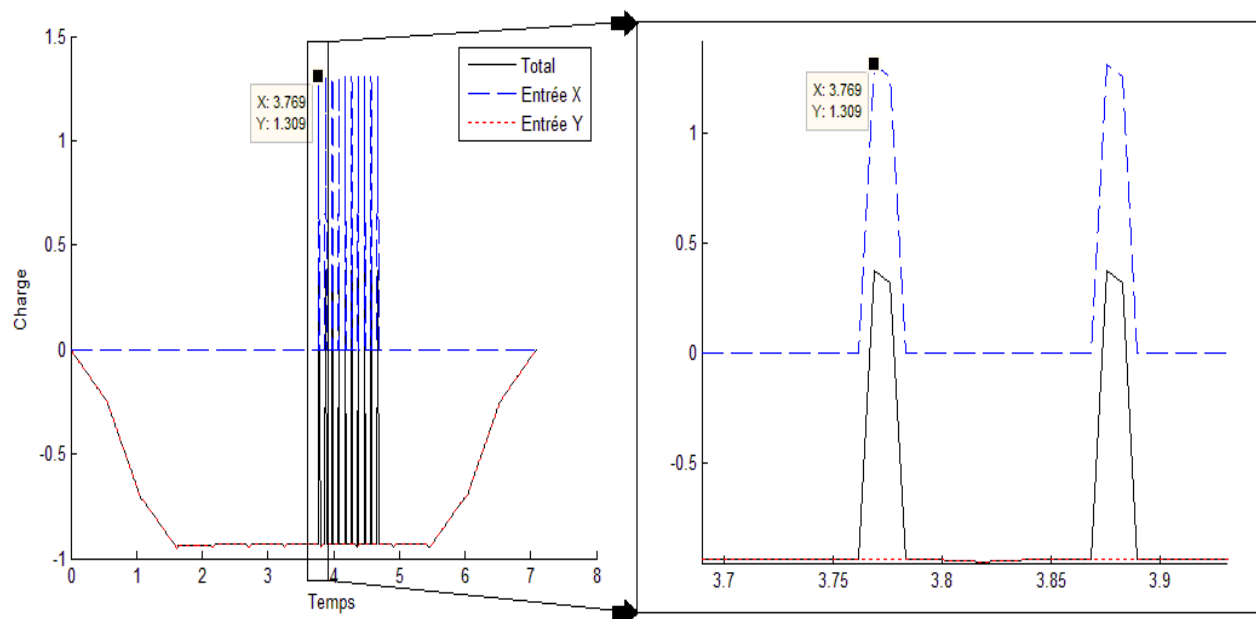 1.5
1
0.5
0
-0.5
-1
0 1 2 3 4 5 6 7 8
Charge
Temps
X: 3.769
Y: 1.309
Total
Entrée X
Entrée Y
1
0.5
0
-0.5
3.7 3.75 3.8 3.85 3.9
X: 3.769
Y: 1.309